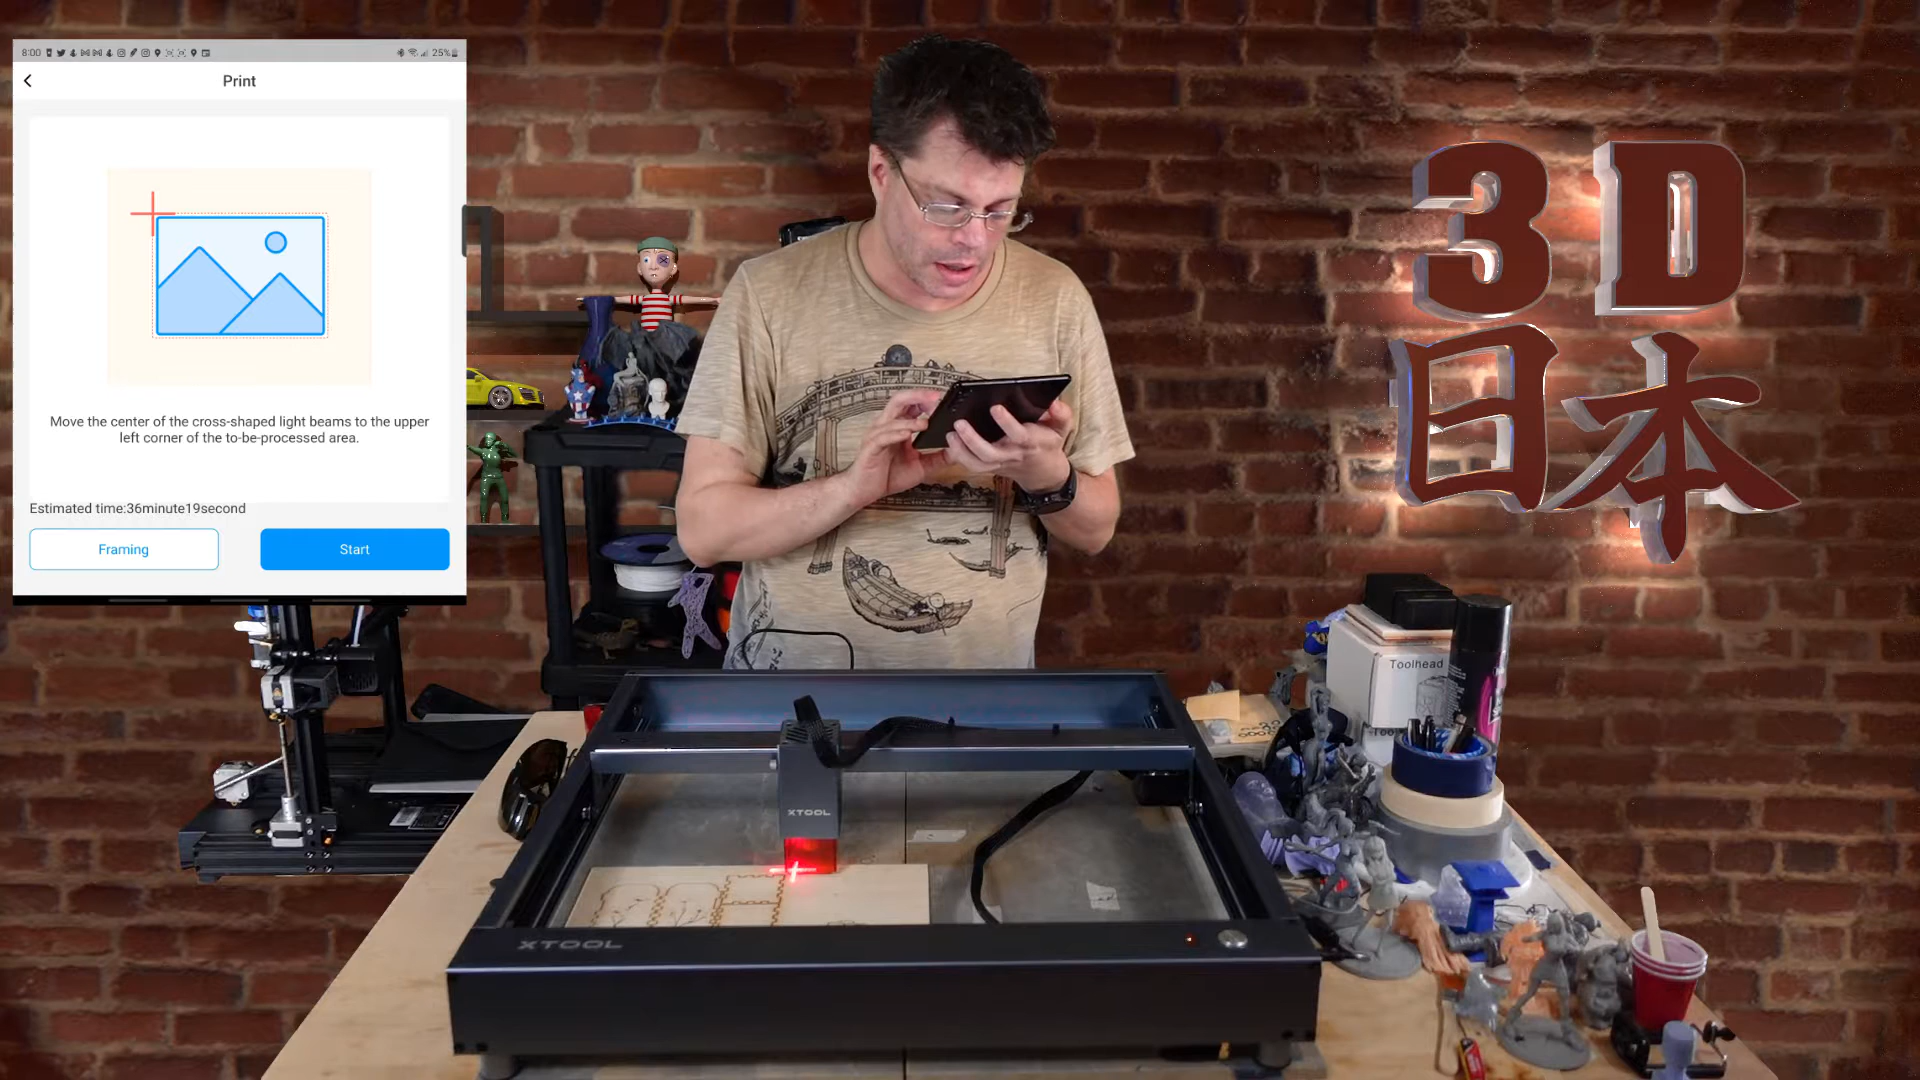 8:00
25%
Print
Move the center of the cross-shaped light beams to the upper
left corner of the to-be-processed area.
Estimated time:36minute19second
Framing
Start
3D
日本
Toolhead
XTOOL
XTOOL